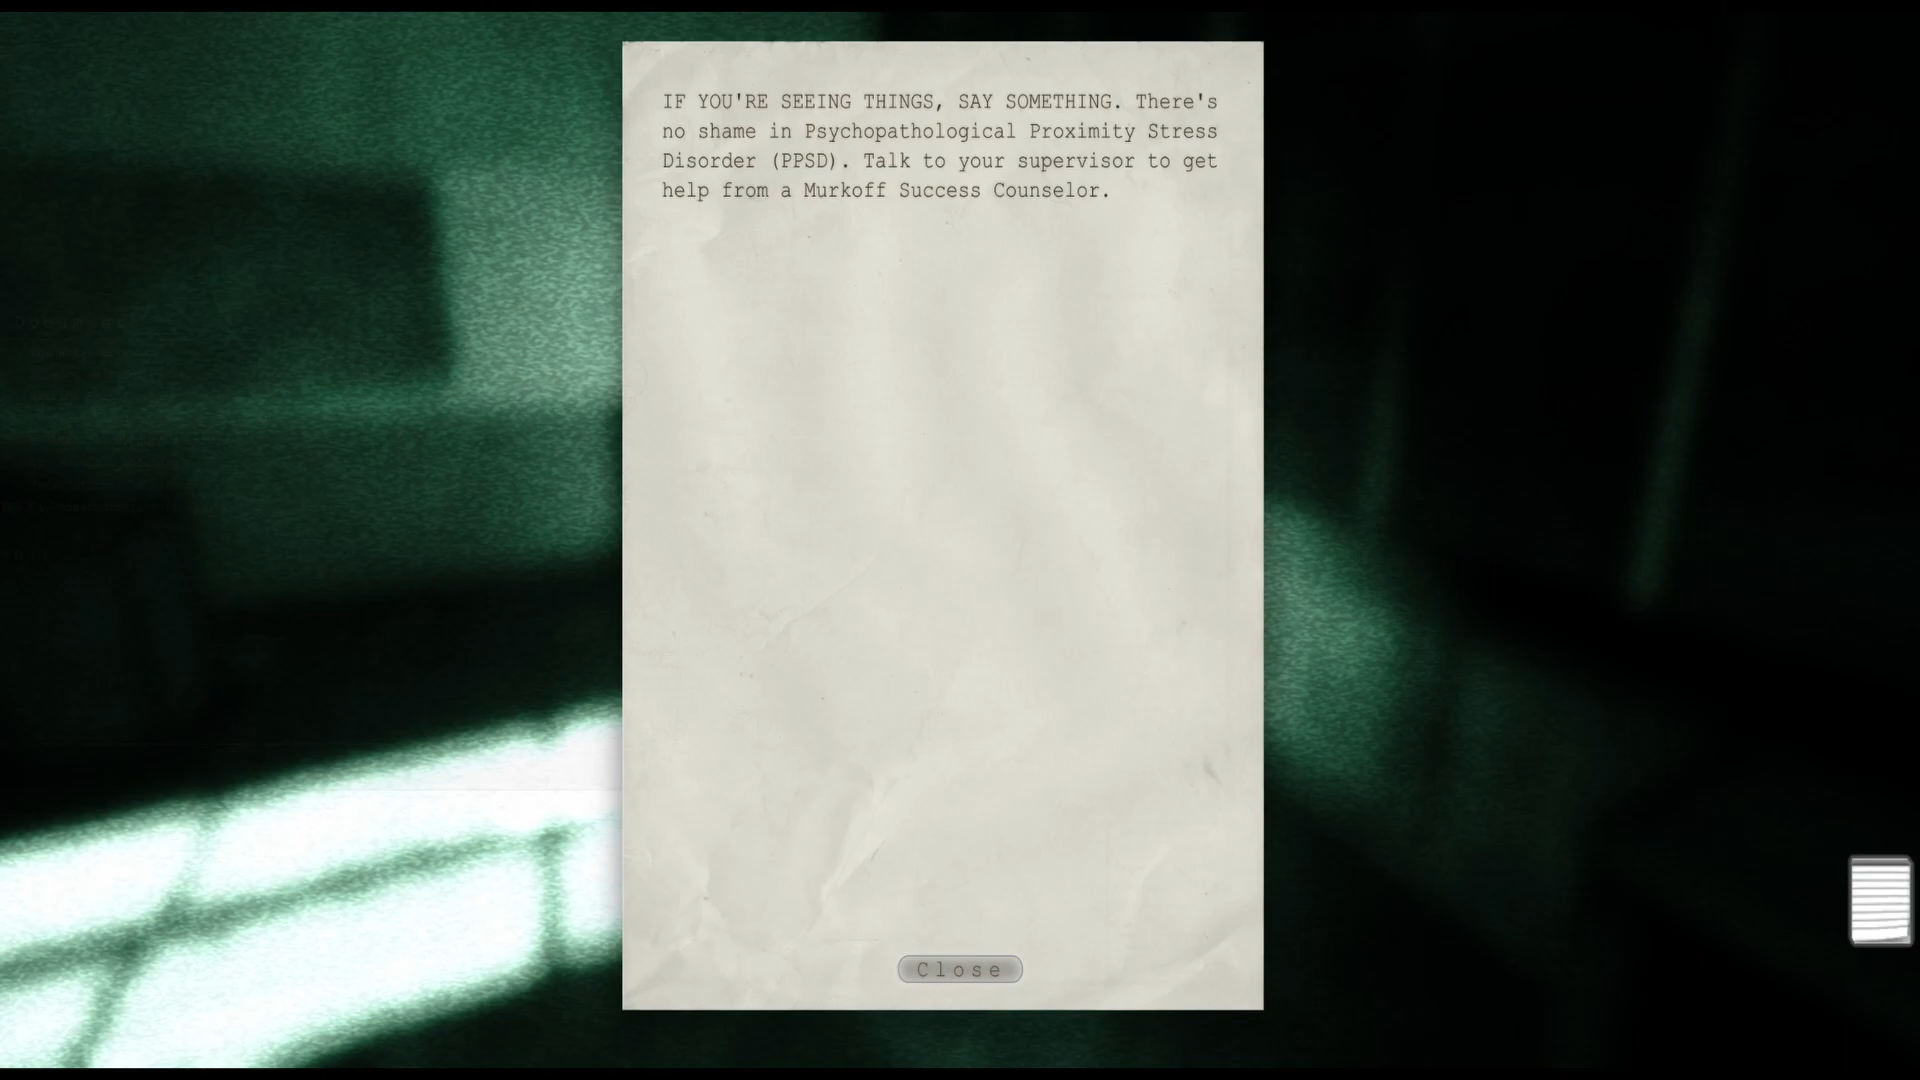 IF YOU'RE SEEING THINGS, SAY SOMETHING. There's
no shame in Psychopathological Proximity Stress
Disorder (PPSD). Talk to your supervisor to get
help from a Murkoff Success Counselor.
Close